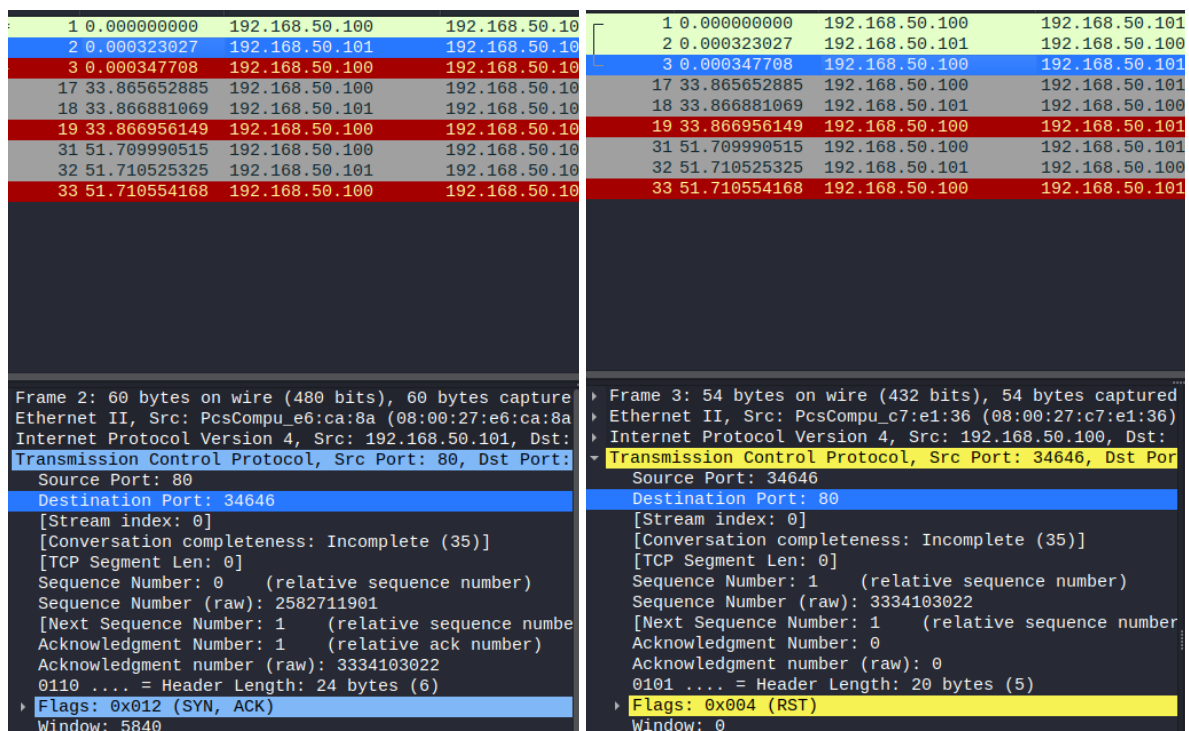 1 0.000000000 192.168.50.100 192.168.50.10
2 0.000323027 192.168.50.101 192.168.50.10
3 0.000347708 192.168.50.100 192.168.50.10
17 33.865652885 192.168.50.100 192.168.50.10
18 33.866881069 192.168.50.101 192.168.50.10
19 33.866956149 192.168.50.100 192.168.50.10
31 51.709990515 192.168.50.100 192.168.50.10
32 51.710525325 192.168.50.101 192.168.50.10
33 51.710554168 192.168.50.100 192.168.50.10
Frame 2: 60 bytes on wire (480 bits), 60 bytes capture
Ethernet II, Src: PcsCompu_e6:ca:8a (08:00:27:e6:ca:8a
Internet Protocol Version 4, Src: 192.168.50.101, Dst:
Transmission Control Protocol, Src Port: 80, Dst Port:
Source Port: 80
Destination Port: 34646
[Stream index: 0]
[Conversation completeness: Incomplete (35)]
[TCP Segment Len: 0]
Sequence Number: 0 (relative sequence number)
Sequence Number (raw): 2582711901
[Next Sequence Number: 1 (relative sequence numbe
Acknowledgment Number: 1 (relative ack number)
Acknowledgment number (raw): 3334103022
0110 .... = Header Length: 24 bytes (6)
Flags: 0x012 (SYN, ACK)
Window: 5840
1 0.000000000 192.168.50.100 192.168.50.101
2 0.000323027 192.168.50.101 192.168.50.100
3 0.000347708 192.168.50.100 192.168.50.101
17 33.865652885 192.168.50.100 192.168.50.101
18 33.866881069 192.168.50.101 192.168.50.100
19 33.866956149 192.168.50.100 192.168.50.101
31 51.709990515 192.168.50.100 192.168.50.101
32 51.710525325 192.168.50.101 192.168.50.100
33 51.710554168 192.168.50.100 192.168.50.101
Frame 3: 54 bytes on wire (432 bits), 54 bytes captured
Ethernet II, Src: PcsCompu_c7:e1:36 (08:00:27:c7:e1:36)
Internet Protocol Version 4, Src: 192.168.50.100, Dst:
Transmission Control Protocol, Src Port: 34646, Dst Por
Source Port: 34646
Destination Port: 80
[Stream index: 0]
[Conversation completeness: Incomplete (35)]
[TCP Segment Len: 0]
Sequence Number: 1 (relative sequence number)
Sequence Number (raw): 3334103022
[Next Sequence Number: 1 (relative sequence number
Acknowledgment Number: 0
Acknowledgment number (raw): 0
0101 .... = Header Length: 20 bytes (5)
Flags: 0x004 (RST)
Window: 0